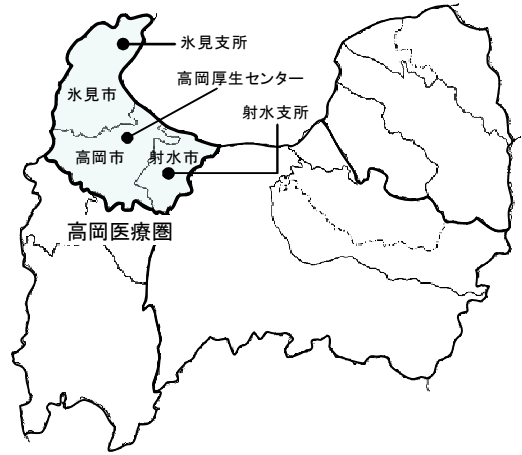 氷見支所
高岡厚生センター
氷見市
射水支所
高岡市
射水市
高岡医療圏